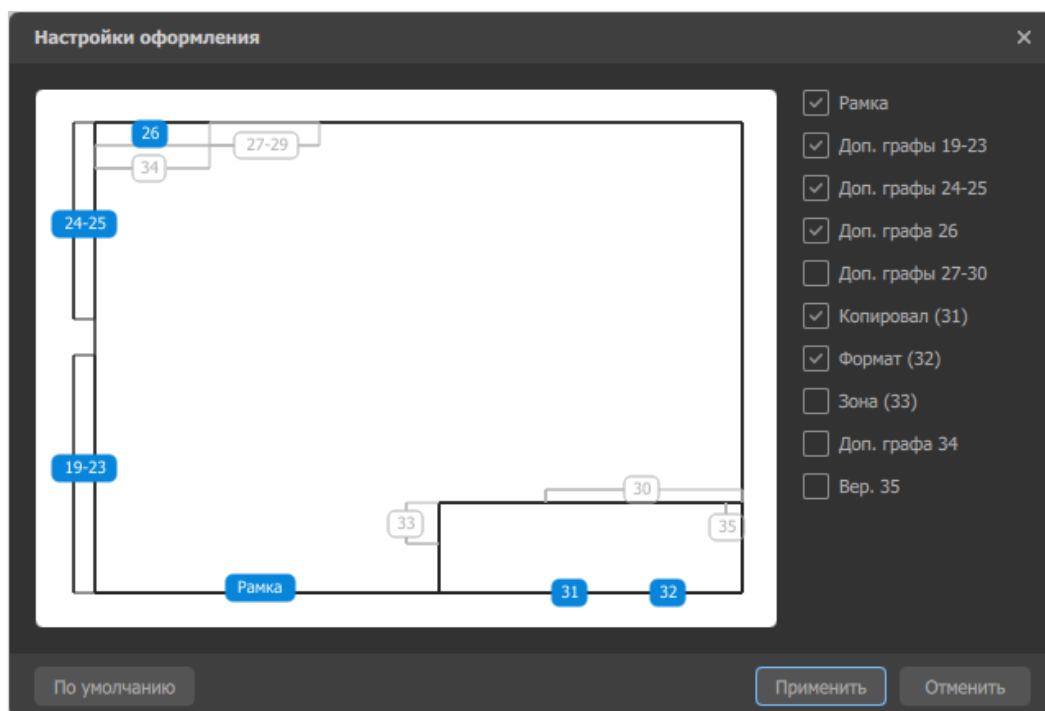 Настройки оформления
26
27-29
34
24-25
19-23
30
33
35
Рамка
31
32
Рамка
Доп. графы 19-23
Доп. графы 24-25
Доп. графа 26
Доп. графы 27-30
Копировал (31)
Формат (32)
Зона (33)
Доп. графа 34
Вер. 35
По умолчанию
Применить
Отменить